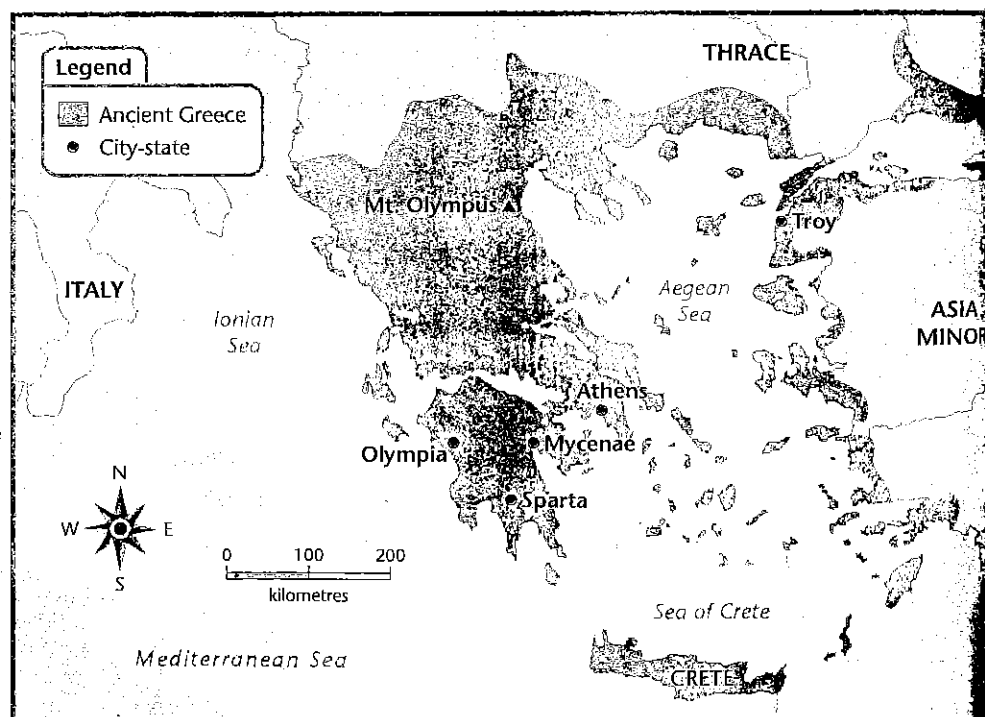 Legend
Ancient Greece
City-state
THRACE
Mt. Olympus
Troy
ITALY
Ionian
Sea
Aegean
Sea
ASIA
MINOR
Athens
Olympia
Mycenae
Sparta
N
W
E
S
0 100 200
kilometres
Sea of Crete
Mediterranean Sea
CRETE